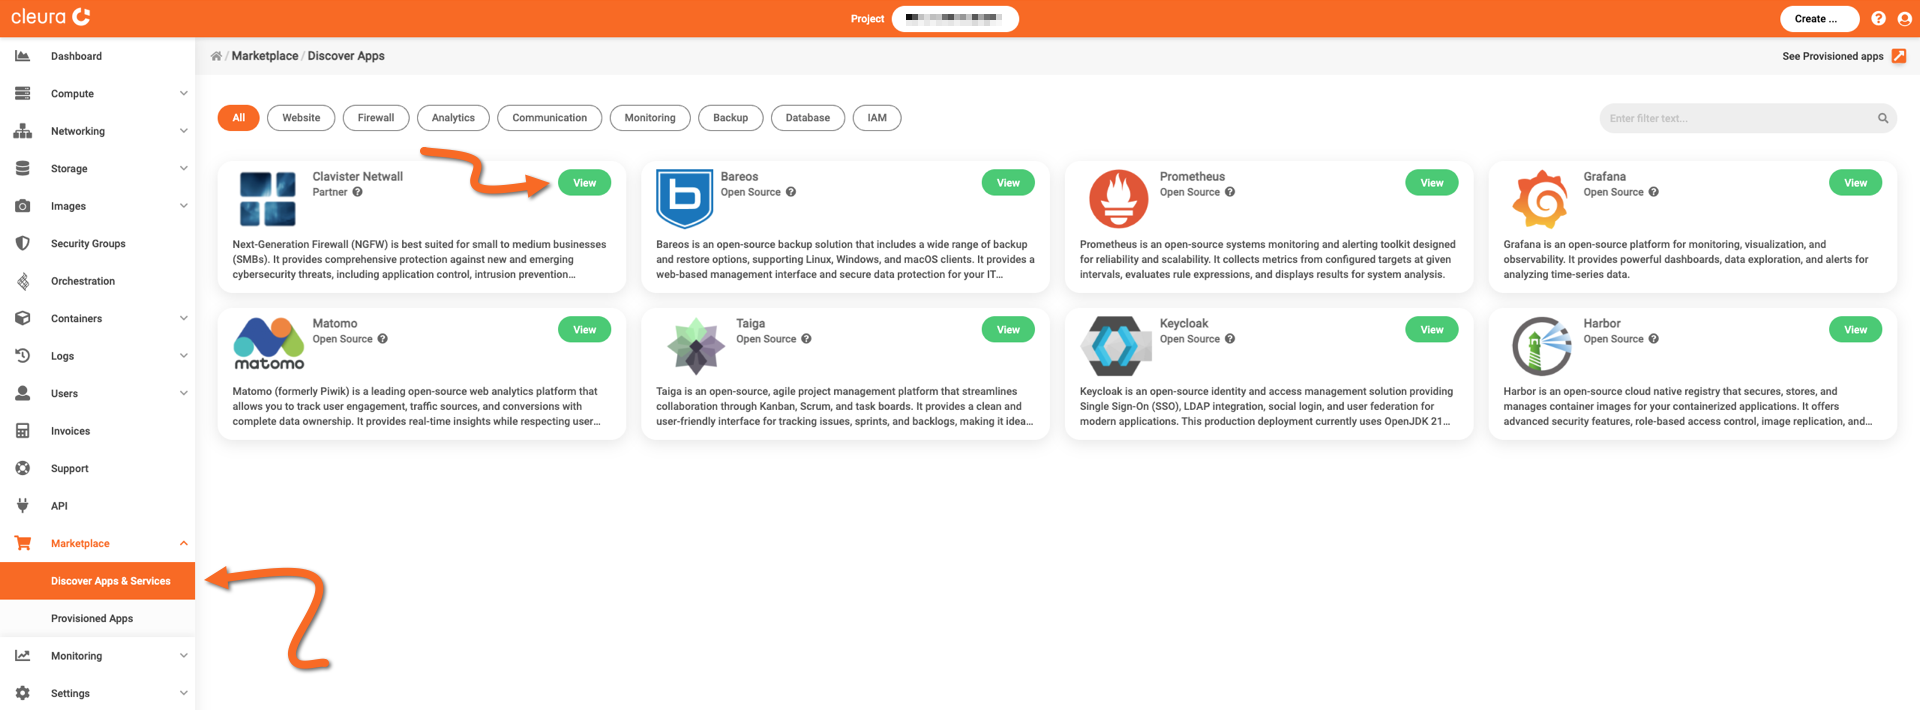 cleura
Project
Create ...
Dashboard
Compute
Networking
Storage
Images
Security Groups
Orchestration
Containers
Logs
Users
Invoices
Support
API
Marketplace
Discover Apps & Services
Provisioned Apps
Monitoring
Settings
/ Marketplace / Discover Apps
See Provisioned apps
All
Website
Firewall
Analytics
Communication
Monitoring
Backup
Database
IAM
Enter filter text...
Clavister Netwall
Partner
View
Next-Generation Firewall (NGFW) is best suited for small to medium businesses
(SMBs). It provides comprehensive protection against new and emerging
cybersecurity threats, including application control, intrusion prevention...
Bareos
Open Source
View
Bareos is an open-source backup solution that includes a wide range of backup
and restore options, supporting Linux, Windows, and macOS clients. It provides a
web-based management interface and secure data protection for your IT...
Prometheus
Open Source
View
Prometheus is an open-source systems monitoring and alerting toolkit designed
for reliability and scalability. It collects metrics from configured targets at given
intervals, evaluates rule expressions, and displays results for system analysis.
Grafana
Open Source
View
Grafana is an open-source platform for monitoring, visualization, and
observability. It provides powerful dashboards, data exploration, and alerts for
analyzing time-series data.
matomo
Matomo
Open Source
View
Matomo (formerly Piwik) is a leading open-source web analytics platform that
allows you to track user engagement, traffic sources, and conversions with
complete data ownership. It provides real-time insights while respecting user...
Taiga
Open Source
View
Taiga is an open-source, agile project management platform that streamlines
collaboration through Kanban, Scrum, and task boards. It provides a clean and
user-friendly interface for tracking issues, sprints, and backlogs, making it idea...
Keycloak
Open Source
View
Keycloak is an open-source identity and access management solution providing
Single Sign-On (SSO), LDAP integration, social login, and user federation for
modern applications. This production deployment currently uses OpenJDK 21...
Harbor
Open Source
View
Harbor is an open-source cloud native registry that secures, stores, and
manages container images for your containerized applications. It offers
advanced security features, role-based access control, image replication, and...